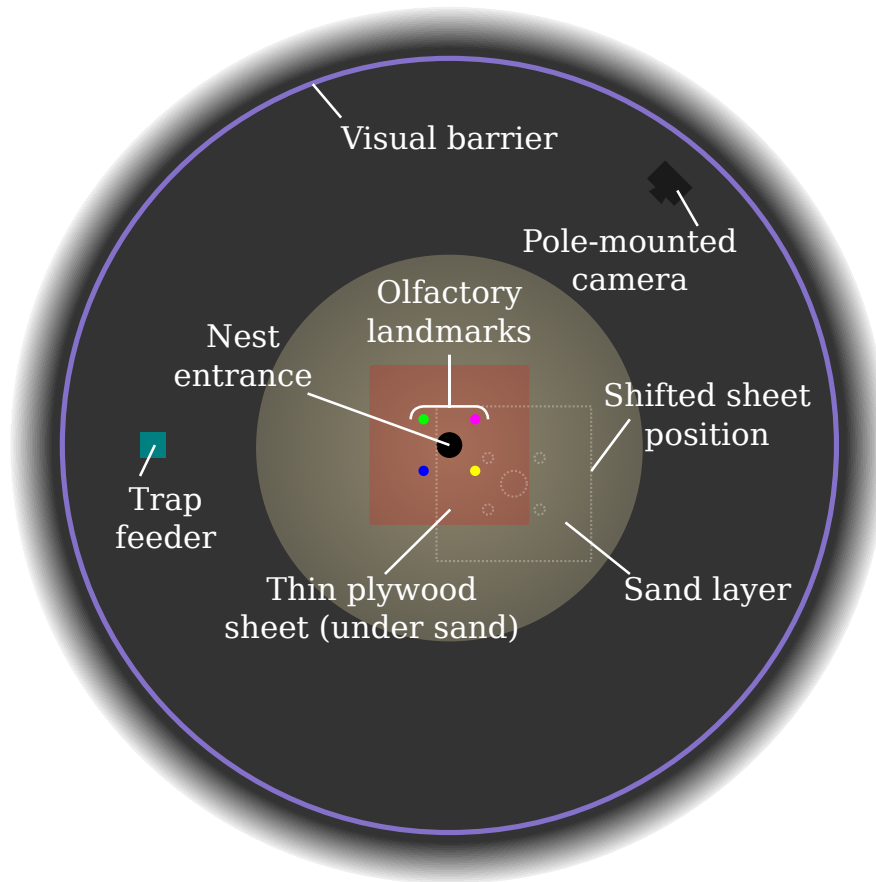 Visual barrier
Pole-mounted
camera
Olfactory
landmarks
Nest
entrance
Shifted sheet
position
Trap
feeder
Thin plywood
sheet (under sand)
Sand layer